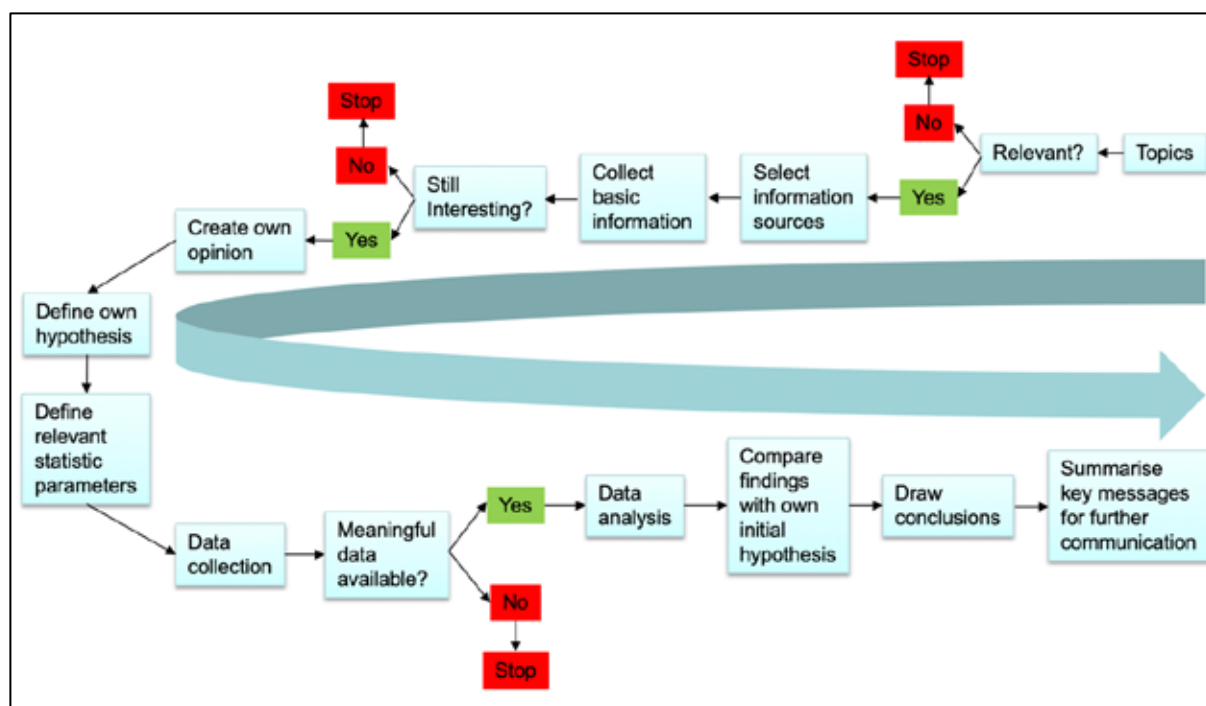 Topics
Relevant?
No
Stop
Yes
Select
information
sources
Collect
basic
information
Still
Interesting?
No
Stop
Yes
Create own
opinion
Define own
hypothesis
Define
relevant
statistic
parameters
Data
collection
Meaningful
data
available?
Yes
No
Stop
Data
analysis
Compare
findings
with own
initial
hypothesis
Draw
conclusions
Summarise
key messages
for further
communication